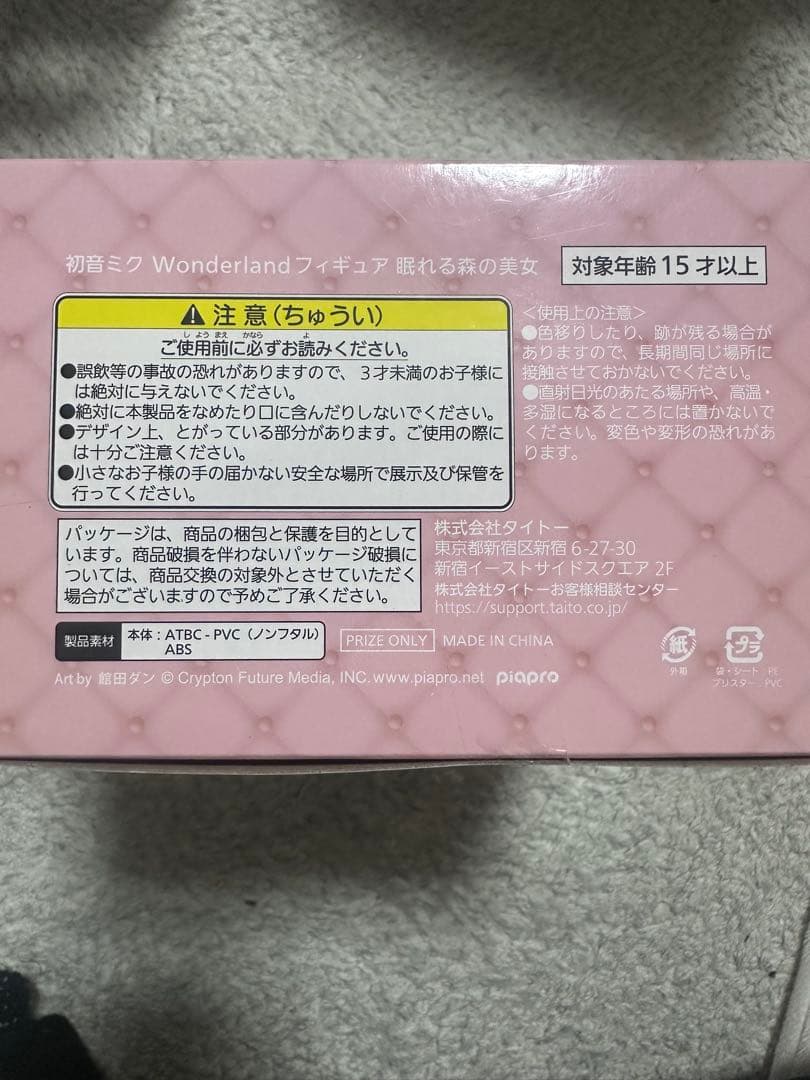 初音ミク Wonderlandフィギュア 眠れる森の美女
対象年齢15才以上
⚠注意(ちゅうい)
ご使用前に必ずお読みください。
しようまえ かなら よ
●誤飲等の事故の恐れがありますので、3才未満のお子様に
は絶対に与えないでください。
●絶対に本製品をなめたり口に含んだりしないでください。
●デザイン上、とがっている部分があります。ご使用の際に
は十分ご注意ください。
●小さなお子様の手の届かない安全な場所で展示及び保管を
行ってください。
<使用上の注意>
●色移りしたり、跡が残る場合が
ありますので、長期間同じ場所に
接触させておかないでください。
●直射日光のあたる場所や、高温・
多湿になるところには置かないで
ください。変色や変形の恐れがあ
ります。
パッケージは、商品の梱包と保護を目的として
います。商品破損を伴わないパッケージ破損に
ついては、商品交換の対象外とさせていただく
場合がございますので予めご了承ください。
株式会社タイトー
東京都新宿区新宿6-27-30
新宿イーストサイドスクエア 2F
株式会社タイトーお客様相談センター
https://support.taito.co.jp/
製品素材
本体:ATBC-PVC(ノンフタル)
ABS
PRIZE ONLY
MADE IN CHINA
紙
外箱
プラ
袋・シート:PE
ブリスター:PVC
Art by 館田ダン © Crypton Future Media, INC. www.piapro.net piapro